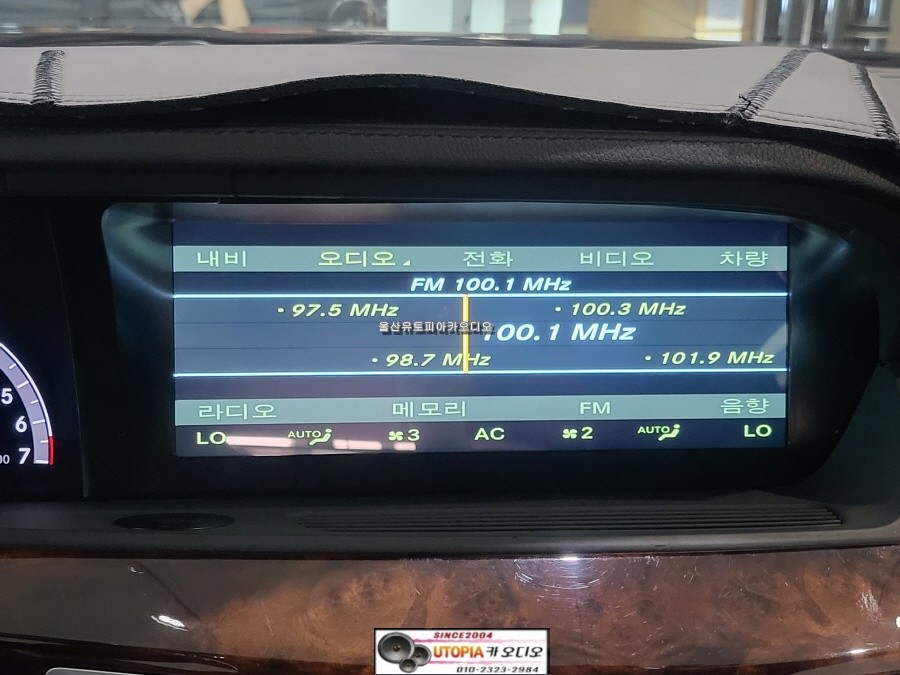 내비 오디오 전화 비디오 차량
FM 100.1 MHz
97.5 MHz 100.3 MHz
울산유토피아카오디오
100.1 MHz
98.7 MHz 101.9 MHz
라디오 메모리 FM 음향
LO AUTO 3 AC 2 AUTO LO
5
6
00 7
SINCE2004
UTOPIA카오디오
010-2323-2984